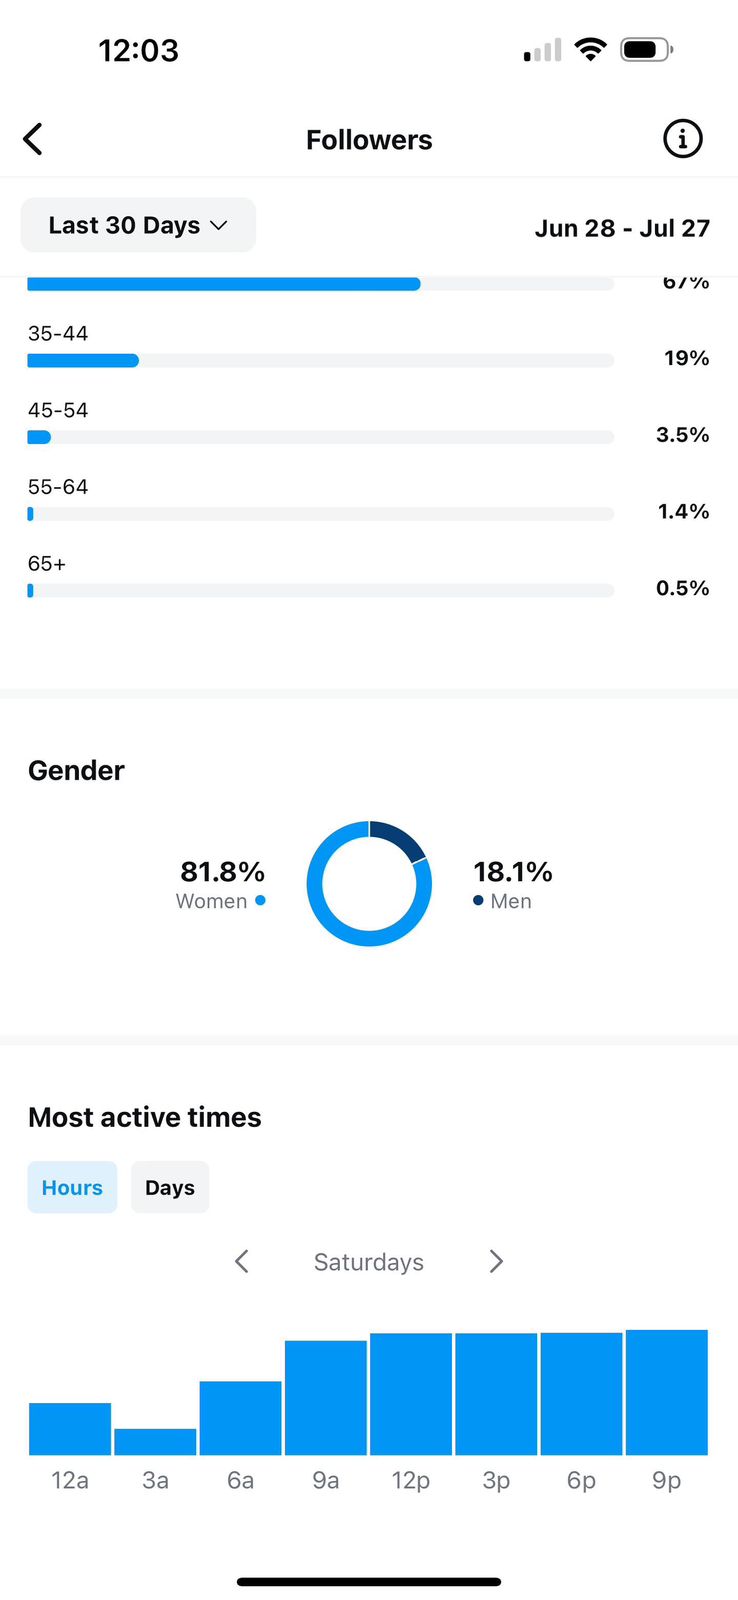 12:03
Followers
Last 30 Days
Jun 28 - Jul 27
67%
35-44
19%
45-54
3.5%
55-64
1.4%
65+
0.5%
Gender
81.8%
Women
18.1%
Men
Most active times
Hours Days
Saturdays
12a 3a 6a 9a 12p 3p 6p 9p